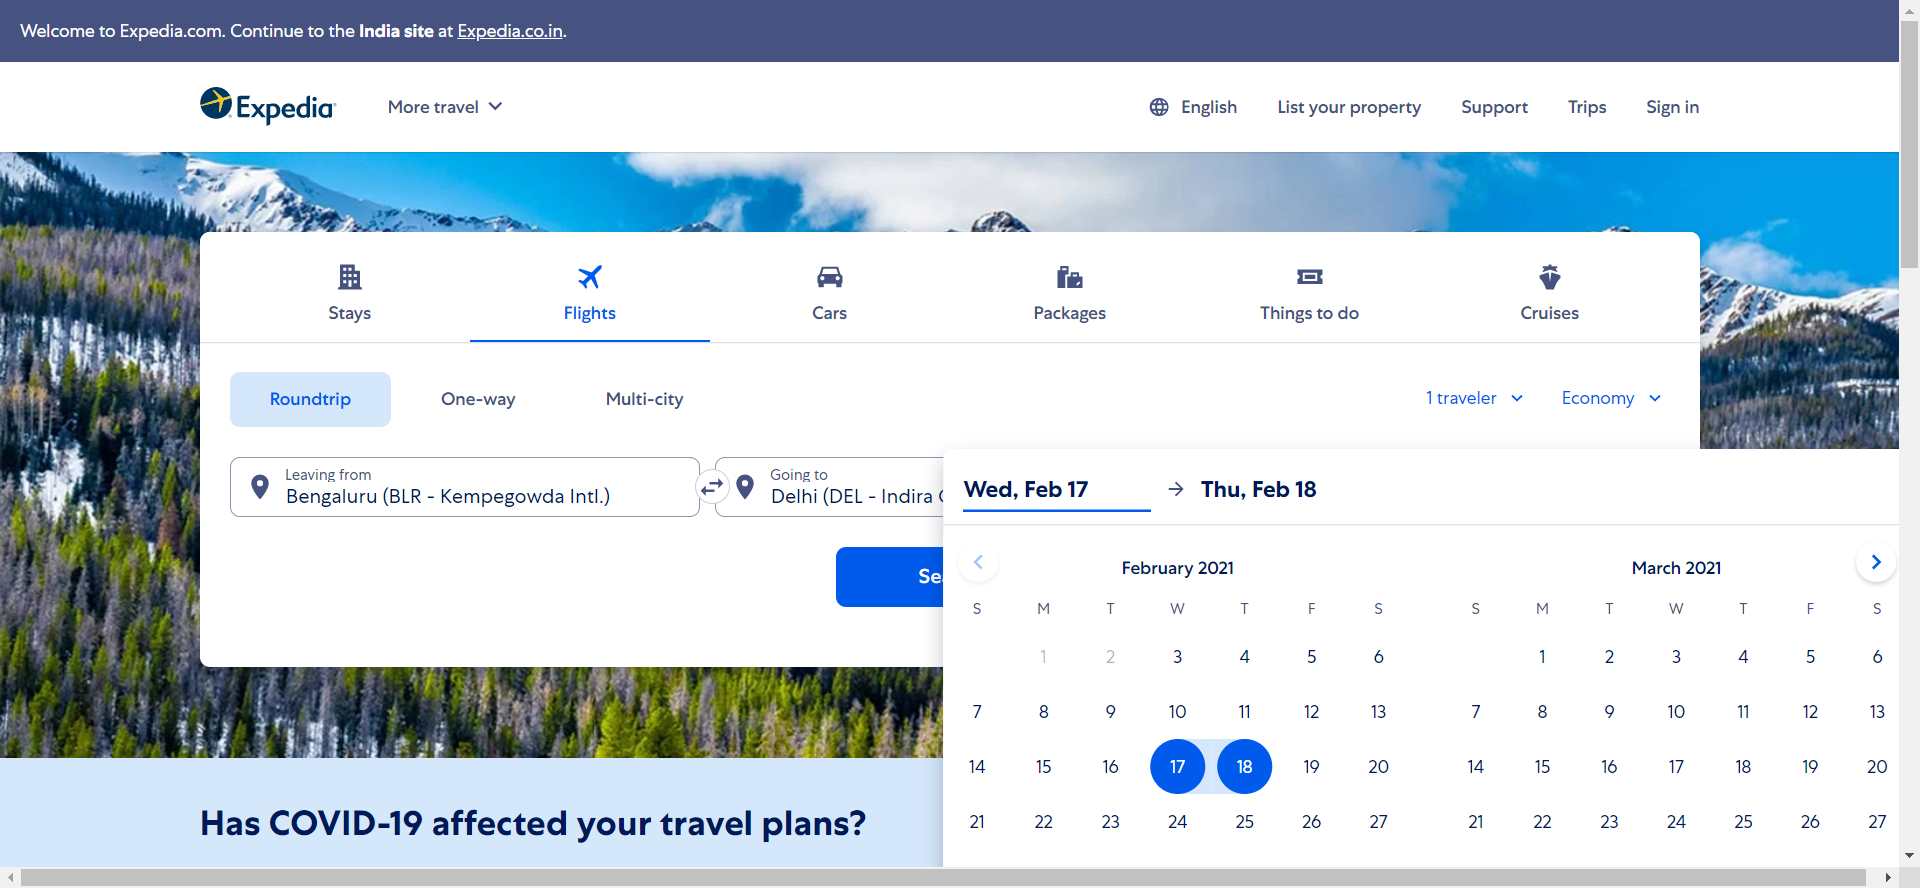 Welcome to Expedia.com. Continue to the India site at Expedia.co.in.
Expedia
More travel
English
List your property
Support
Trips
Sign in
Stays
Flights
Cars
Packages
Things to do
Cruises
Roundtrip
One-way
Multi-city
1 traveler
Economy
Leaving from
Bengaluru (BLR - Kempegowda Intl.)
Going to
Delhi (DEL - Indira
Wed, Feb 17
Thu, Feb 18
February 2021
S M T W T F S
1 2 3 4 5 6
7 8 9 10 11 12 13
14 15 16 17 18 19 20
21 22 23 24 25 26 27
March 2021
S M T W T F S
1 2 3 4 5 6
7 8 9 10 11 12 13
14 15 16 17 18 19 20
21 22 23 24 25 26 27
Has COVID-19 affected your travel plans?